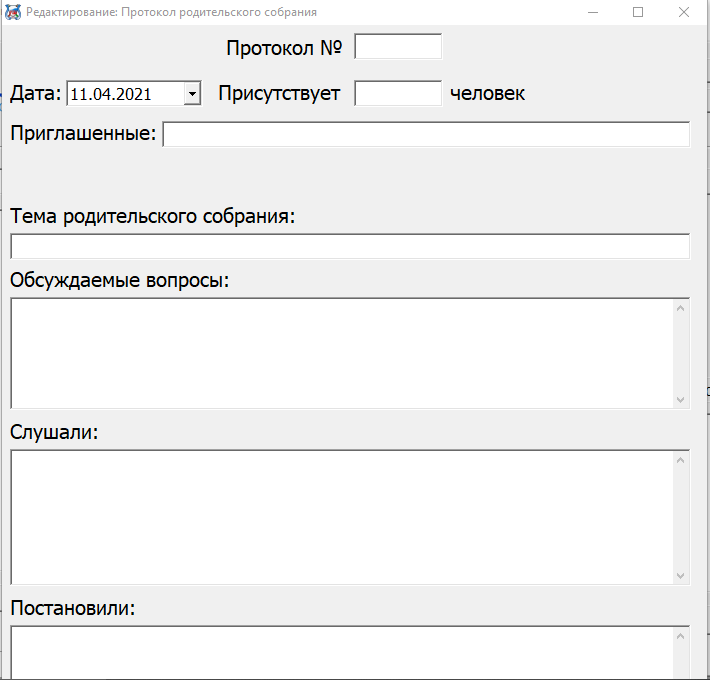 Редактирование: Протокол родительского собрания
Протокол №
Дата: 11.04.2021 Присутствует человек
Приглашенные:
Тема родительского собрания:
Обсуждаемые вопросы:
Слушали:
Постановили: